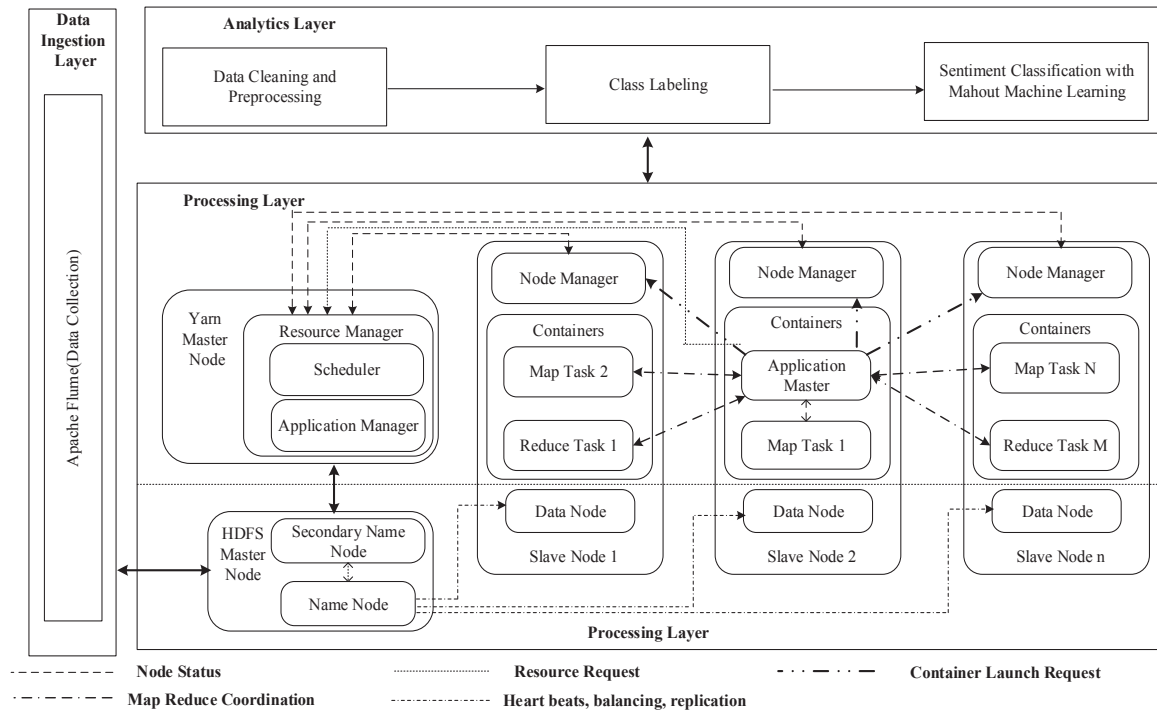 Data
Ingestion
Layer
Apache Flume(Data Collection)
Analytics Layer
Data Cleaning and
Preprocessing
Class Labeling
Sentiment Classification with
Mahout Machine Learning
Processing Layer
Yarn
Master
Node
Resource Manager
Scheduler
Application Manager
Node Manager
Containers
Map Task 2
Reduce Task 1
Data Node
Slave Node 1
Node Manager
Containers
Application
Master
Map Task 1
Data Node
Slave Node 2
Node Manager
Containers
Map Task N
Reduce Task M
Data Node
Slave Node n
HDFS
Master
Node
Secondary Name
Node
Name Node
Processing Layer
Node Status
Resource Request
Container Launch Request
Map Reduce Coordination
Heart beats, balancing, replication